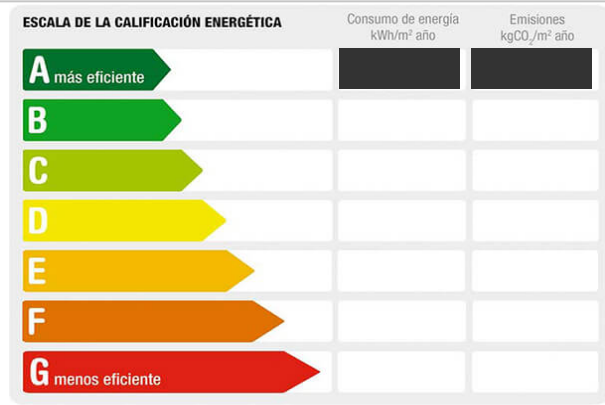 ESCALA DE LA CALIFICACIÓN ENERGÉTICA
Consumo de energía
kWh/m² año
Emisiones
kgCO₂/m² año
A más eficiente
B
C
D
E
F
G menos eficiente